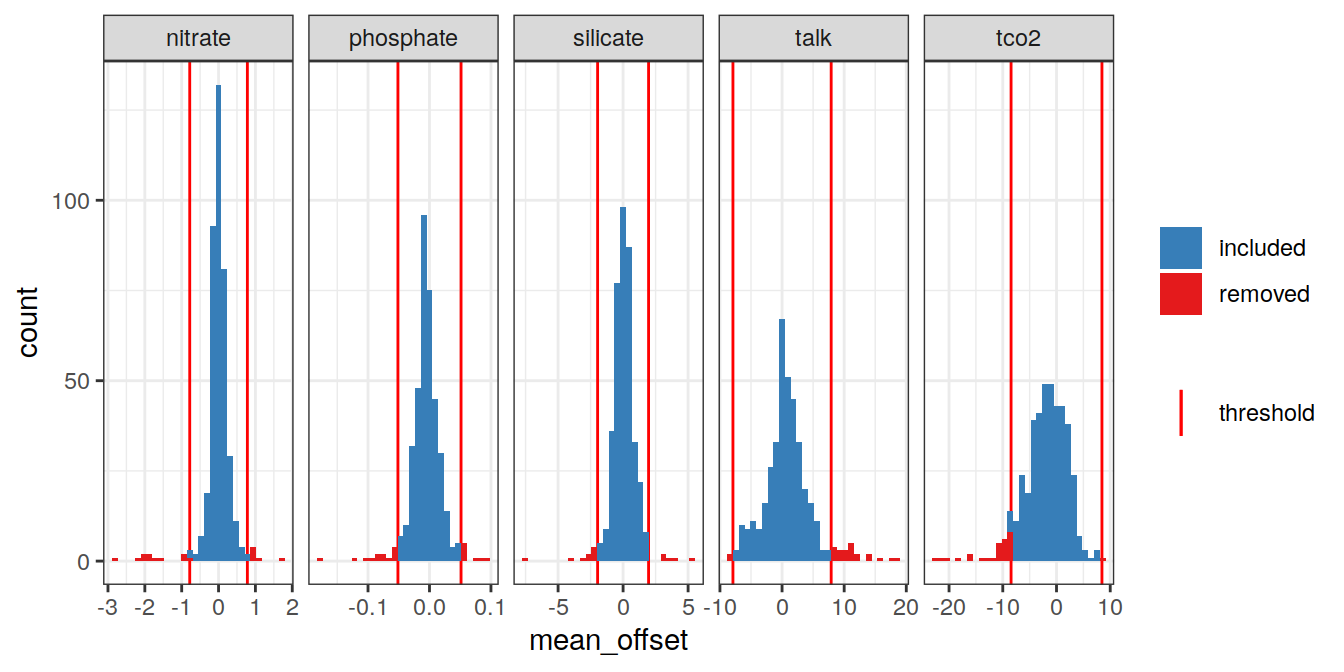 nitrate phosphate silicate talk tco2
100
50
0
count
-3 -2 -1 0 1 2 -0.1 0.0 0.1 -5 0 5 -10 0 10 20 -20 -10 0 10
mean_offset
included
removed
threshold